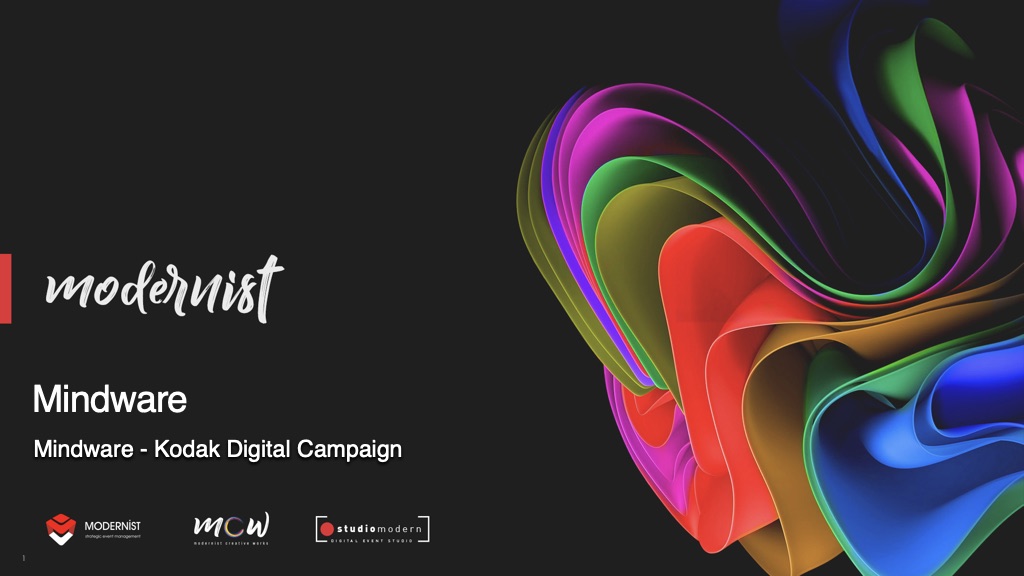 modernist
Mindware
Mindware - Kodak Digital Campaign
MODERNİST
strategic event management
mcw
modernist creative works
studiomodern
DIGITAL EVENT STUDIO
1